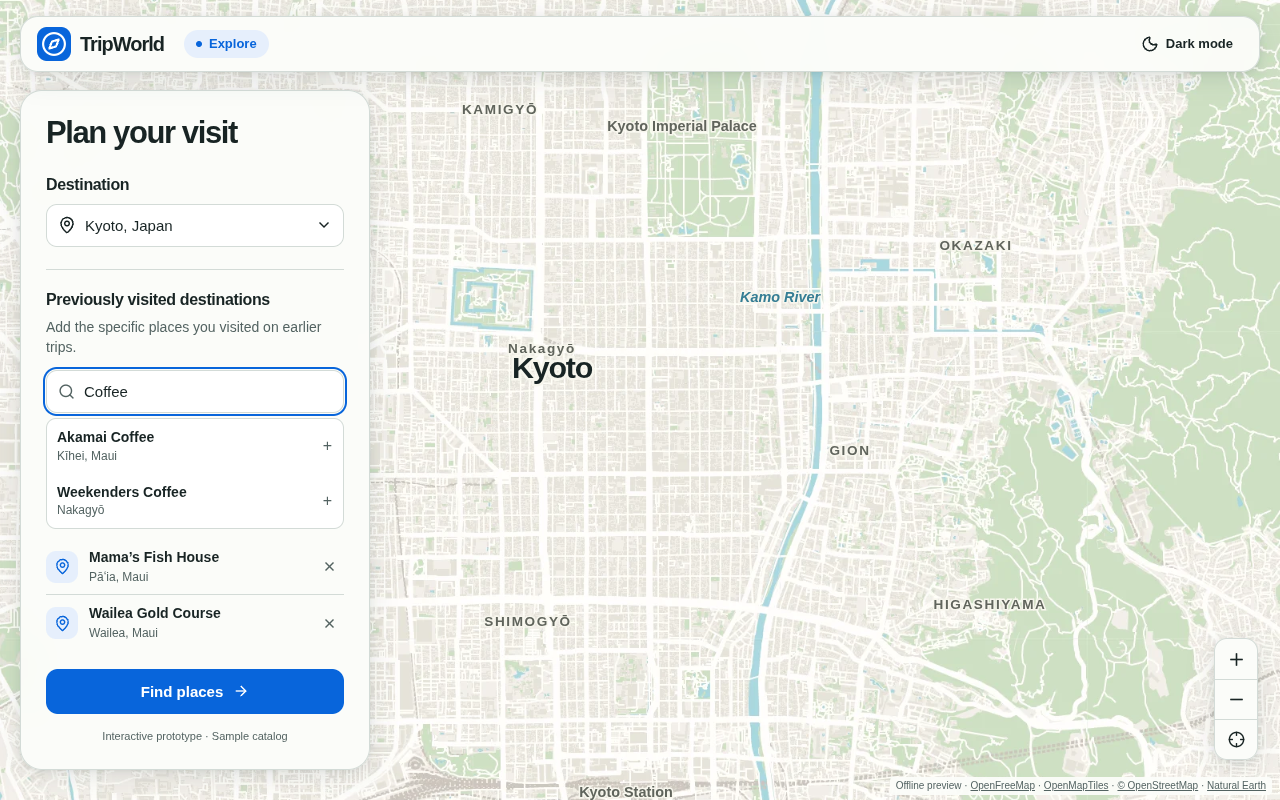 TripWorld
Explore
Dark mode
Plan your visit
Destination
Kyoto, Japan
Previously visited destinations
Add the specific places you visited on earlier
trips.
Coffee
Akamai Coffee
Kīhei, Maui
+
Weekenders Coffee
Nakagyō
+
Mama’s Fish House
Pāʻia, Maui
Wailea Gold Course
Wailea, Maui
Find places →
Interactive prototype · Sample catalog
KAMIGYŌ
Kyoto Imperial Palace
OKAZAKI
Kamo River
Nakagyō
Kyoto
GION
HIGASHIYAMA
SHIMOGYŌ
Kyoto Station
Offline preview · OpenFreeMap · OpenMapTiles · © OpenStreetMap · Natural Earth